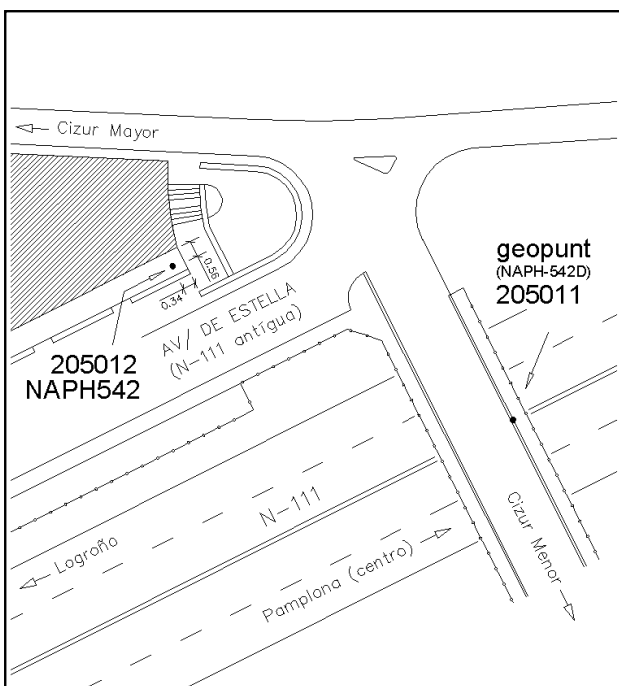 Cizur Mayor
geopunt
(NAPH-542D)
205011
0.56
0.34
AV/ DE ESTELLA
(N-111 antígua)
205012
NAPH542
N-111
Logroño
Pamplona (centro)
Cizur Menor